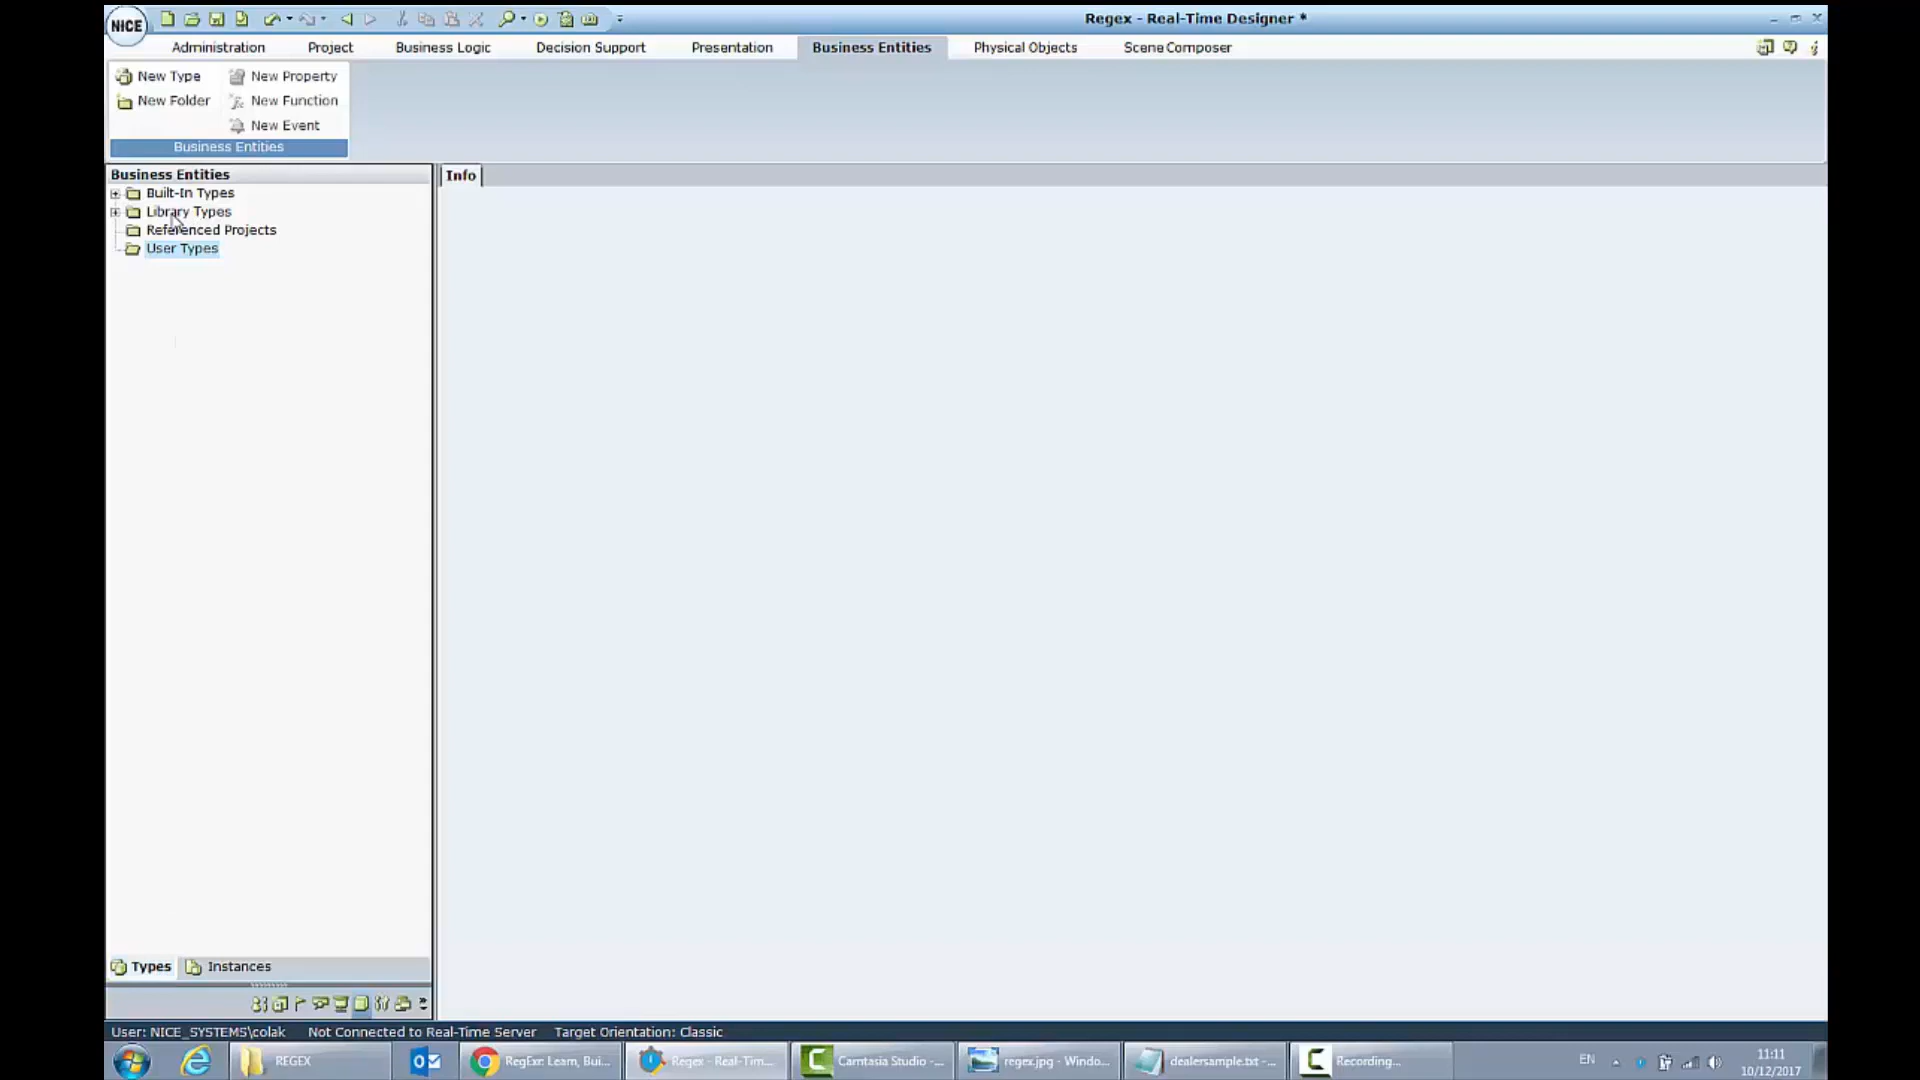 NICE
Regex - Real-Time Designer *
Administration Project Business Logic Decision Support Presentation Business Entities Physical Objects Scene Composer
New Type New Property
New Folder New Function
New Event
Business Entities
Business Entities Info
Built-In Types
Library Types
Referenced Projects
User Types
Types Instances
User: NICE_SYSTEMS\colak Not Connected to Real-Time Server Target Orientation: Classic
REGEX RegExr: Learn, Bui... Regex - Real-Tim... Camtasia Studio -... regex.jpg - Windo... dealersample.txt -... Recording... EN 11:11
10/12/2017